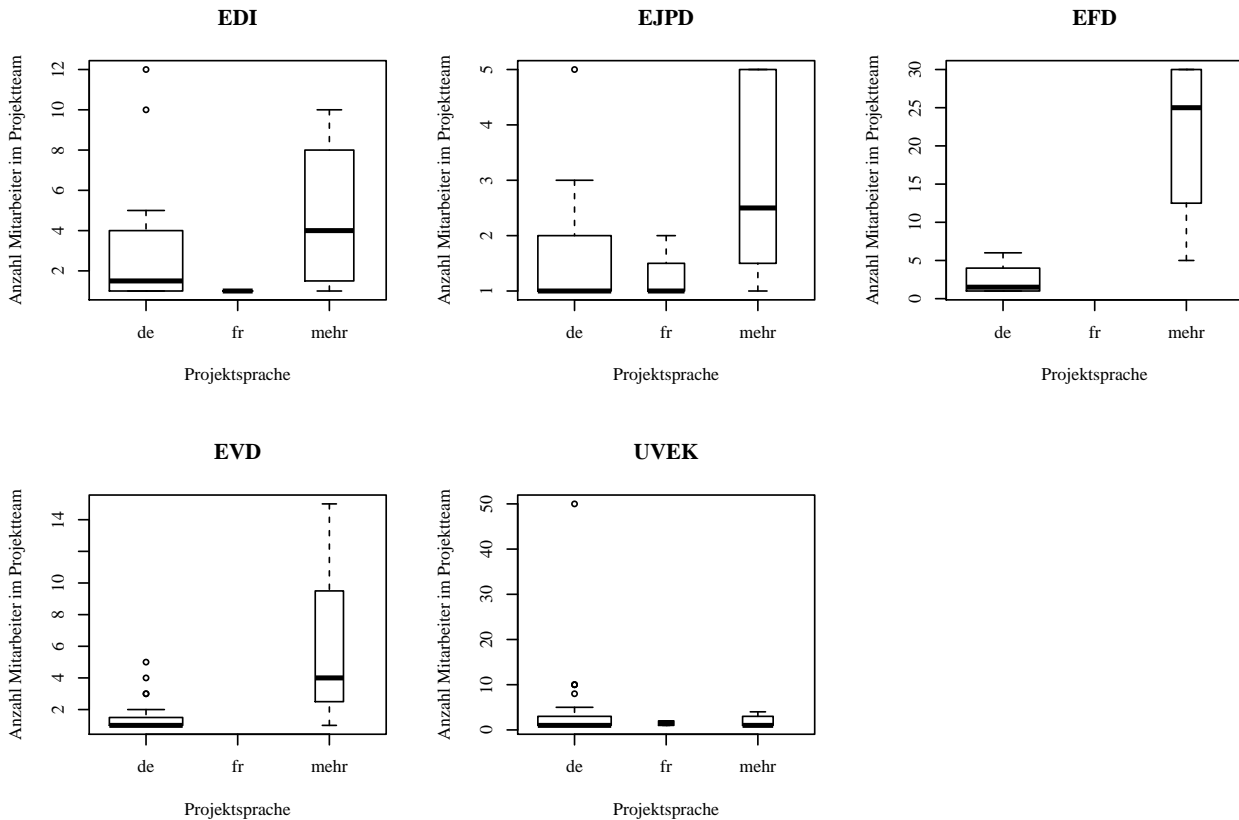 EDI
Anzahl Mitarbeiter im Projektteam
12
10
8
6
4
2
de fr mehr
Projektsprache
EJPD
Anzahl Mitarbeiter im Projektteam
5
4
3
2
1
de fr mehr
Projektsprache
EFD
Anzahl Mitarbeiter im Projektteam
30
25
20
15
10
5
0
de fr mehr
Projektsprache
EVD
Anzahl Mitarbeiter im Projektteam
14
10
8
6
4
2
de fr mehr
Projektsprache
UVEK
Anzahl Mitarbeiter im Projektteam
50
40
30
20
10
0
de fr mehr
Projektsprache